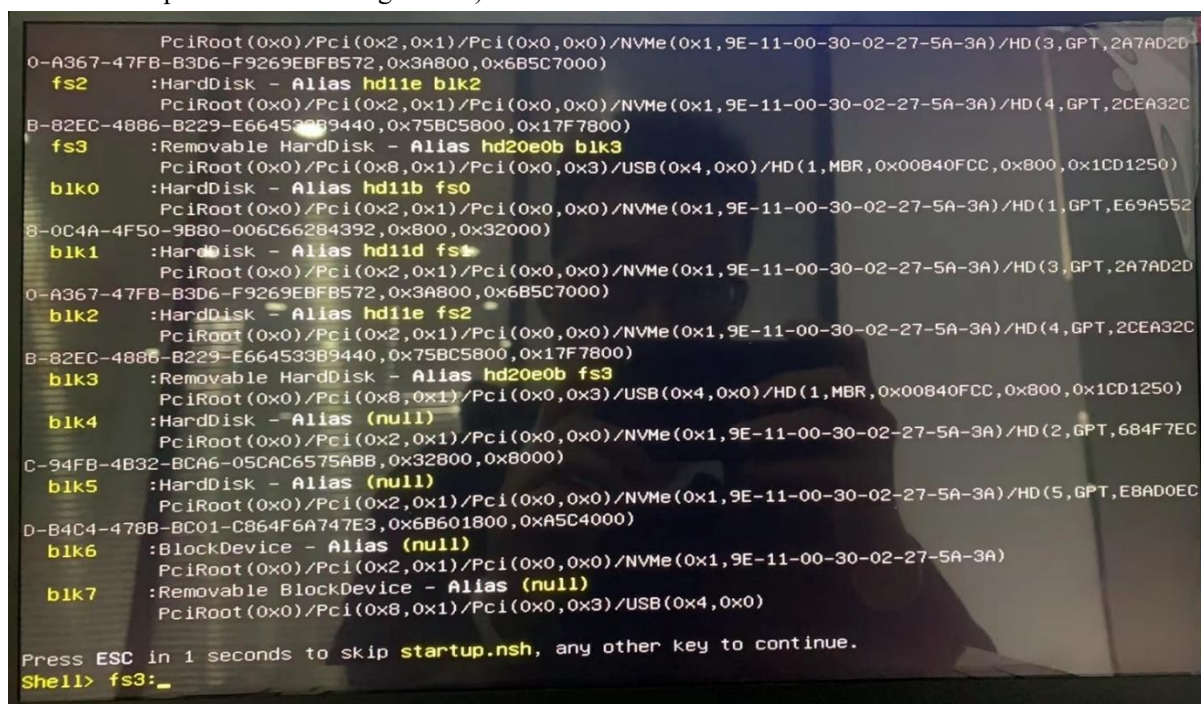 PciRoot(0x0)/Pci(0x2,0x1)/Pci(0x0,0x0)/NVMe(0x1,9E-11-00-30-02-27-5A-3A)/HD(3,GPT,2A7AD2D
0-A367-47FB-B3D6-F9269EBFB572,0x3A800,0x6B5C7000)
fs2 :HardDisk - Alias hd11e blk2
PciRoot(0x0)/Pci(0x2,0x1)/Pci(0x0,0x0)/NVMe(0x1,9E-11-00-30-02-27-5A-3A)/HD(4,GPT,2CEA32C
B-82EC-4886-B229-E664533B9440,0x75BC5800,0x17F7800)
fs3 :Removable HardDisk - Alias hd20e0b blk3
PciRoot(0x0)/Pci(0x8,0x1)/Pci(0x0,0x3)/USB(0x4,0x0)/HD(1,MBR,0x00840FCC,0x800,0x1CD1250)
blk0 :HardDisk - Alias hd11b fs0
PciRoot(0x0)/Pci(0x2,0x1)/Pci(0x0,0x0)/NVMe(0x1,9E-11-00-30-02-27-5A-3A)/HD(1,GPT,E69A552
8-0C4A-4F50-9B80-006C66284392,0x800,0x32000)
blk1 :HardDisk - Alias hd11d fs1
PciRoot(0x0)/Pci(0x2,0x1)/Pci(0x0,0x0)/NVMe(0x1,9E-11-00-30-02-27-5A-3A)/HD(3,GPT,2A7AD2D
0-A367-47FB-B3D6-F9269EBFB572,0x3A800,0x6B5C7000)
blk2 :HardDisk - Alias hd11e fs2
PciRoot(0x0)/Pci(0x2,0x1)/Pci(0x0,0x0)/NVMe(0x1,9E-11-00-30-02-27-5A-3A)/HD(4,GPT,2CEA32C
B-82EC-4886-B229-E664533B9440,0x75BC5800,0x17F7800)
blk3 :Removable HardDisk - Alias hd20e0b fs3
PciRoot(0x0)/Pci(0x8,0x1)/Pci(0x0,0x3)/USB(0x4,0x0)/HD(1,MBR,0x00840FCC,0x800,0x1CD1250)
blk4 :HardDisk - Alias (null)
PciRoot(0x0)/Pci(0x2,0x1)/Pci(0x0,0x0)/NVMe(0x1,9E-11-00-30-02-27-5A-3A)/HD(2,GPT,684F7EC
C-94FB-4B32-BCA6-05CAC6575ABB,0x32800,0x8000)
blk5 :HardDisk - Alias (null)
PciRoot(0x0)/Pci(0x2,0x1)/Pci(0x0,0x0)/NVMe(0x1,9E-11-00-30-02-27-5A-3A)/HD(5,GPT,E8AD0EC
D-B4C4-478B-BC01-C864F6A747E3,0x6B601800,0xA5C4000)
blk6 :BlockDevice - Alias (null)
PciRoot(0x0)/Pci(0x2,0x1)/Pci(0x0,0x0)/NVMe(0x1,9E-11-00-30-02-27-5A-3A)
blk7 :Removable BlockDevice - Alias (null)
PciRoot(0x0)/Pci(0x8,0x1)/Pci(0x0,0x3)/USB(0x4,0x0)
Press ESC in 1 seconds to skip startup.nsh, any other key to continue.
Shell> fs3:_